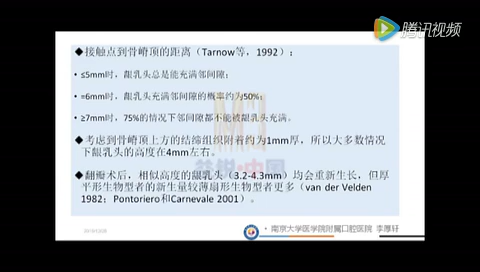 腾讯视频
➤接触点到骨嵴顶的距离（Tarnow等，1992）：
≤5mm时，龈乳头总是能充满邻间隙；
=6mm时，龈乳头充满邻间隙的概率约为50%；
≥7mm时，75%的情况下邻间隙都不能被龈乳头充满。
➤考虑到骨嵴顶上方的结缔组织附着约为1mm厚，所以大多数情况
下龈乳头的高度在4mm左右。
➤翻瓣术后，相似高度的龈乳头（3.2-4.3mm）均会重新生长，但厚
平形生物型者的新生量较薄扇形生物型者更多（van der Velden
1982；Pontoriero和Carnevale 2001）。
南京大学医学院附属口腔医院 李厚轩